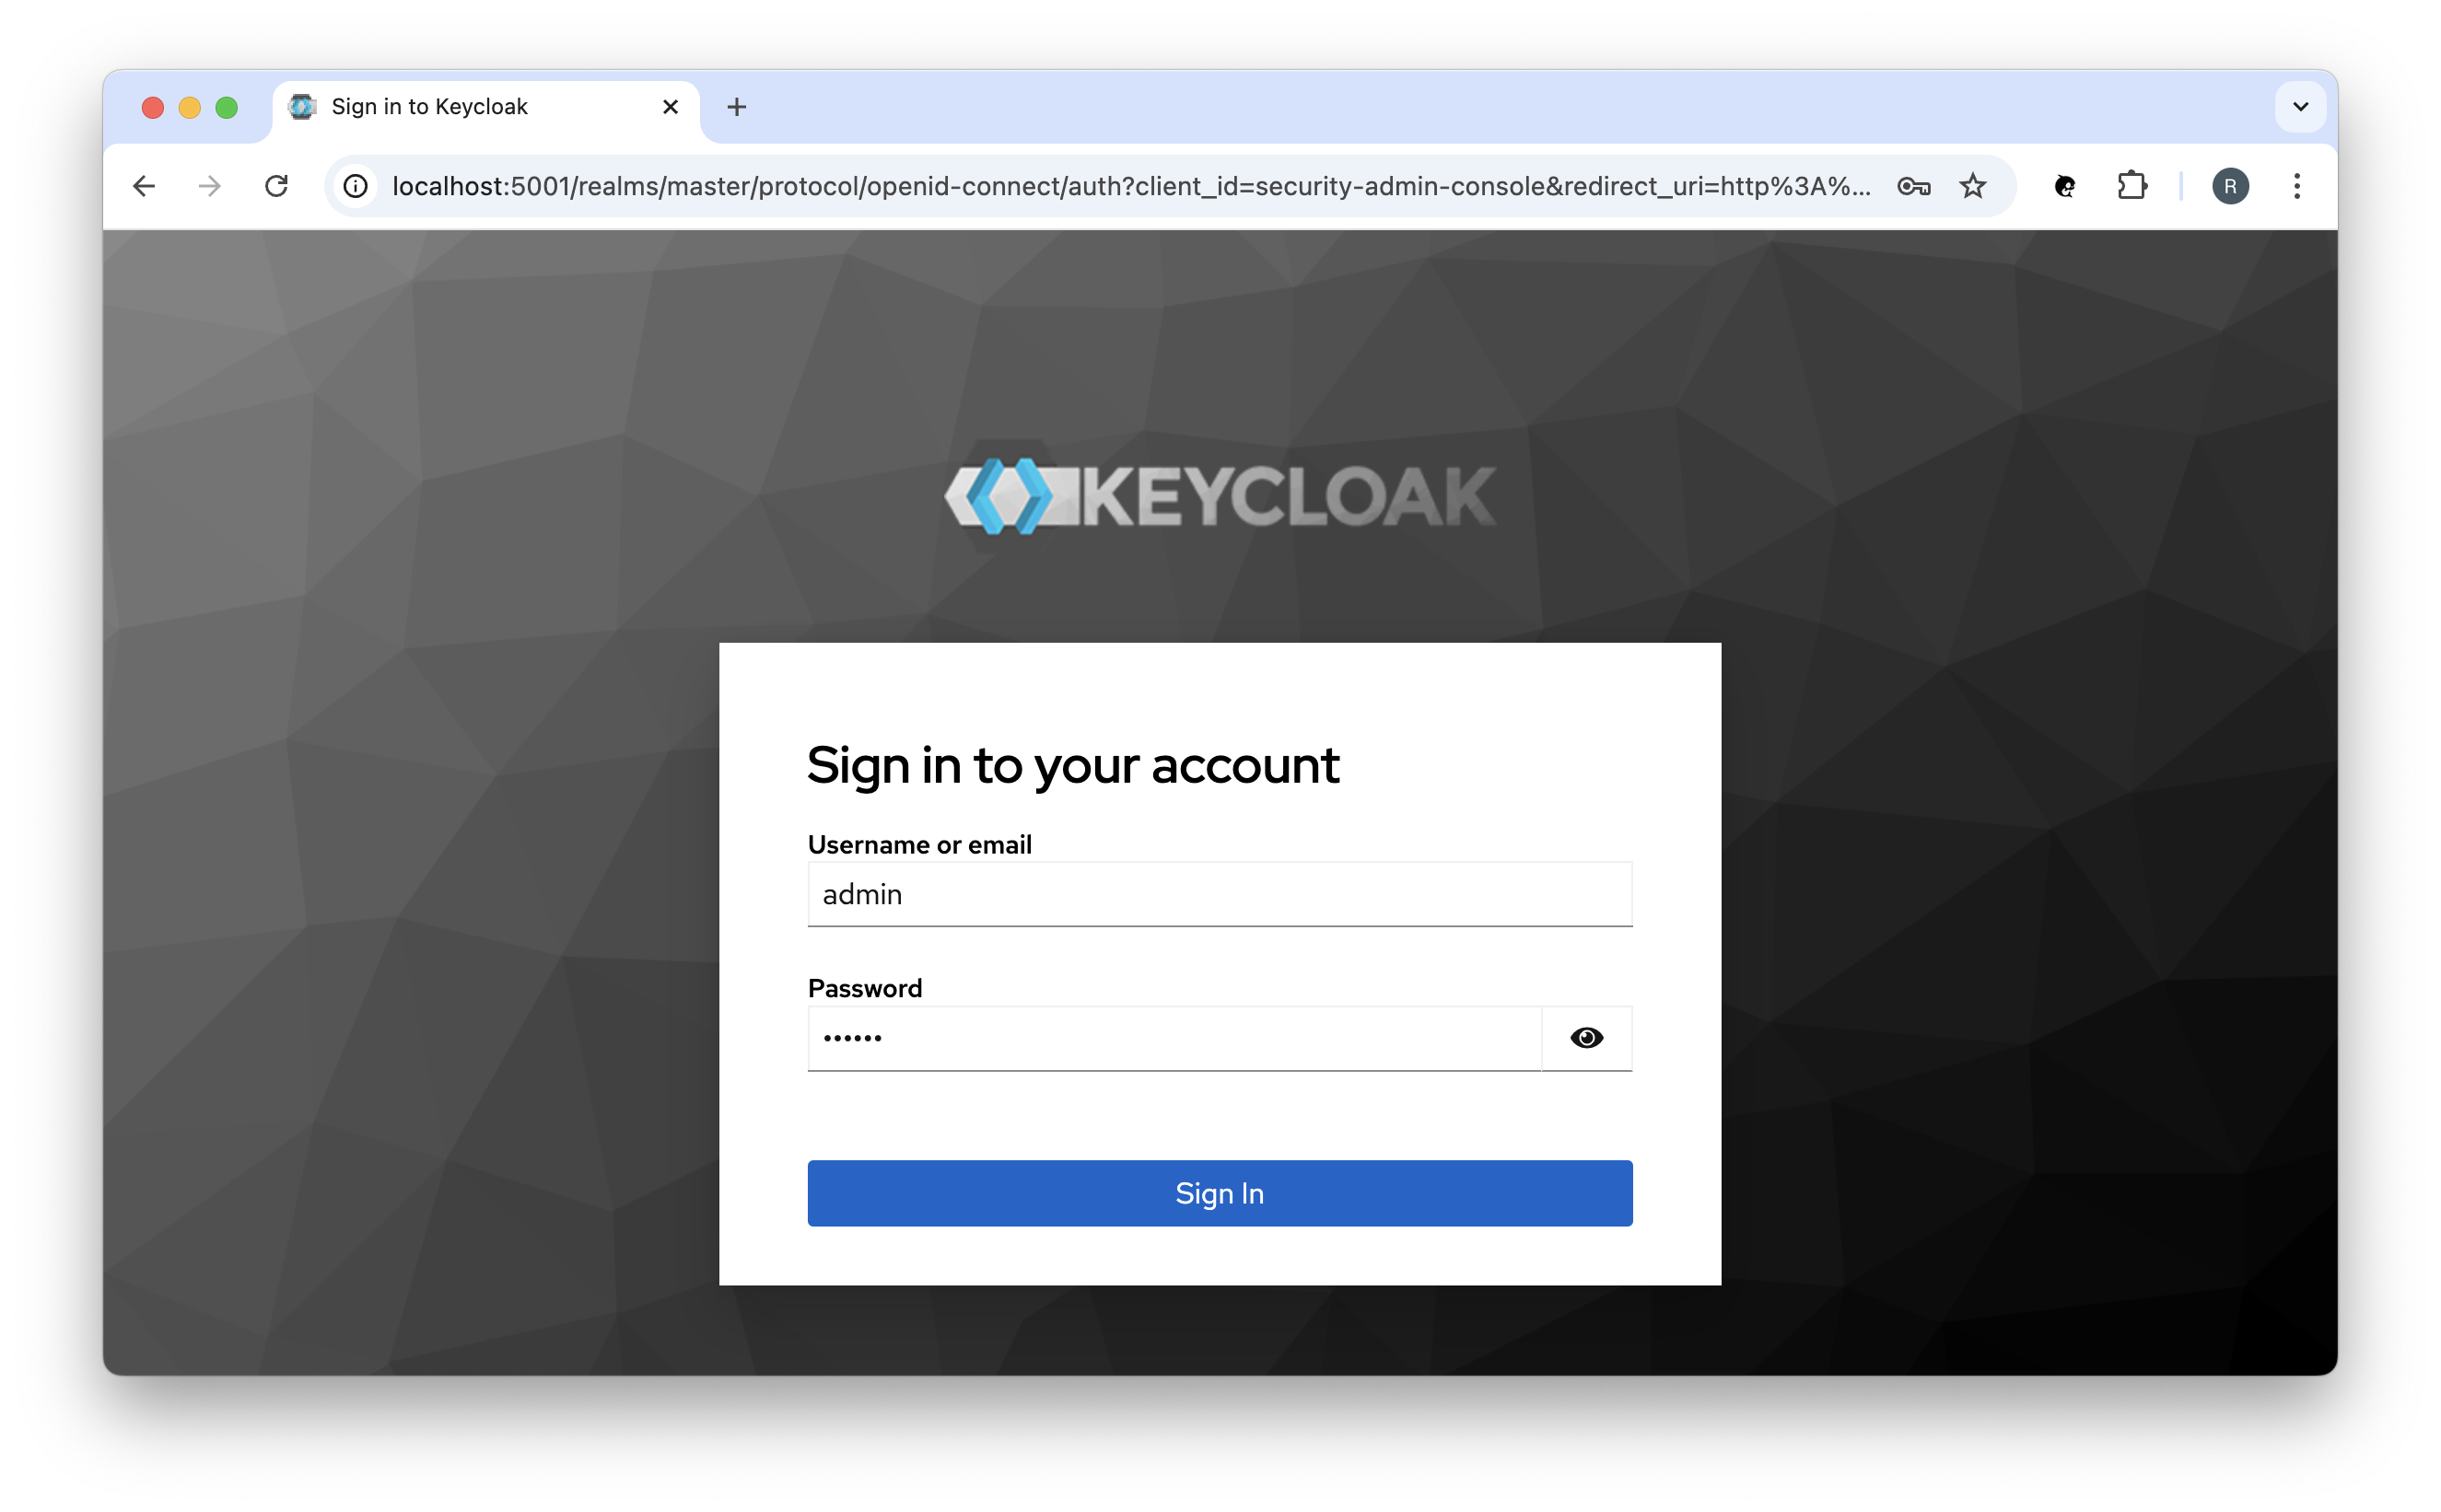 Sign in to Keycloak
localhost:5001/realms/master/protocol/openid-connect/auth?client_id=security-admin-console&redirect_uri=http%3A%...
R
KEYCLOAK
Sign in to your account
Username or email
admin
Password
••••••
Sign In